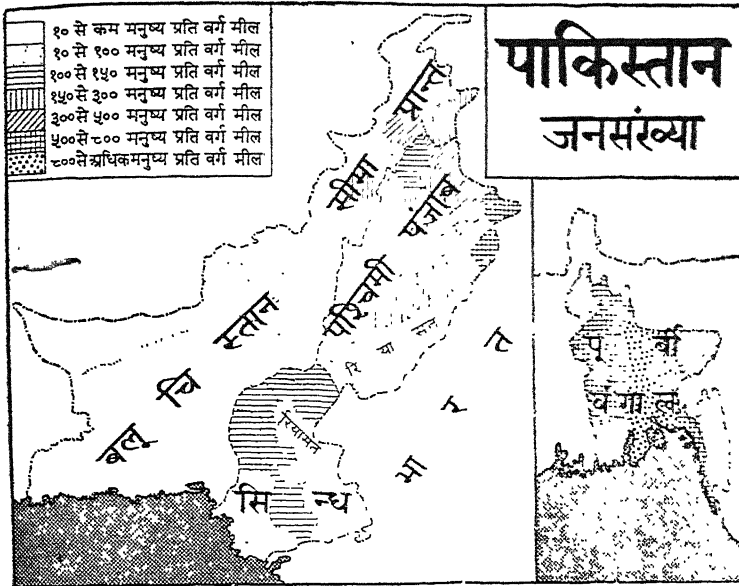 १० से कम मनुष्य प्रति वर्ग मील
१० से १०० मनुष्य प्रति वर्ग मील
१०० से १५० मनुष्य प्रति वर्ग मील
१५० से ३०० मनुष्य प्रति वर्ग मील
३०० से ५०० मनुष्य प्रति वर्ग मील
५०० से ८०० मनुष्य प्रति वर्ग मील
८०० से अधिक मनुष्य प्रति वर्ग मील
पाकिस्तान
जनसंख्या
सीमा प्रान्त
पश्चिमी पंजाब
रियासत
बलूचिस्तान
रियासत
सिन्ध
भारत
पूर्बी
बंगाल